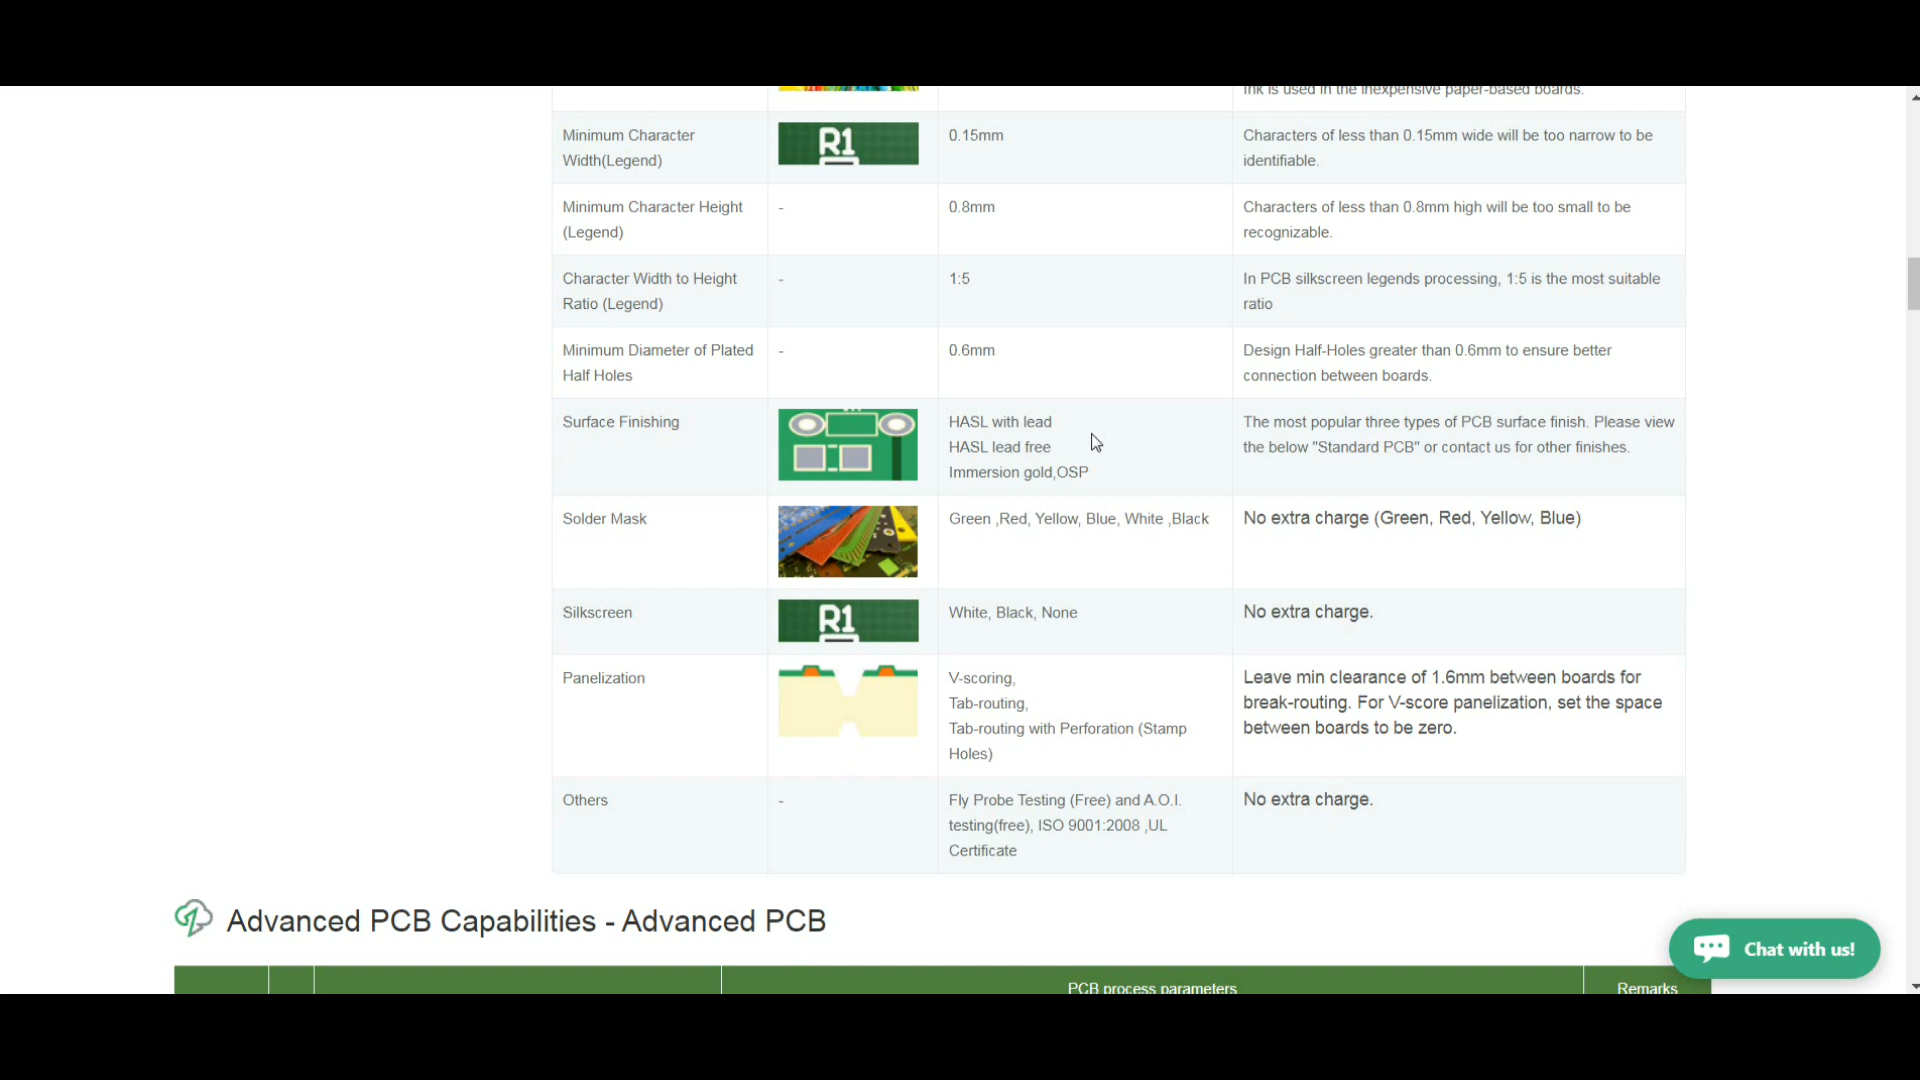 Ink is used in the inexpensive paper-based boards.
Minimum Character
Width(Legend)
R1
0.15mm
Characters of less than 0.15mm wide will be too narrow to be
identifiable.
Minimum Character Height
(Legend)
-
0.8mm
Characters of less than 0.8mm high will be too small to be
recognizable.
Character Width to Height
Ratio (Legend)
-
1:5
In PCB silkscreen legends processing, 1:5 is the most suitable
ratio
Minimum Diameter of Plated
Half Holes
-
0.6mm
Design Half-Holes greater than 0.6mm to ensure better
connection between boards.
Surface Finishing
HASL with lead
HASL lead free
Immersion gold,OSP
The most popular three types of PCB surface finish. Please view
the below "Standard PCB" or contact us for other finishes.
Solder Mask
Green ,Red, Yellow, Blue, White ,Black
No extra charge (Green, Red, Yellow, Blue)
Silkscreen
R1
White, Black, None
No extra charge.
Panelization
V-scoring,
Tab-routing,
Tab-routing with Perforation (Stamp
Holes)
Leave min clearance of 1.6mm between boards for
break-routing. For V-score panelization, set the space
between boards to be zero.
Others
-
Fly Probe Testing (Free) and A.O.I.
testing(free), ISO 9001:2008 ,UL
Certificate
No extra charge.
Advanced PCB Capabilities - Advanced PCB
Chat with us!
PCB process parameters
Remarks